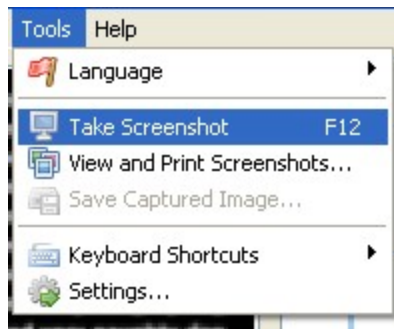 Tools Help
Language
Take Screenshot F12
View and Print Screenshots...
Save Captured Image...
Keyboard Shortcuts
Settings...